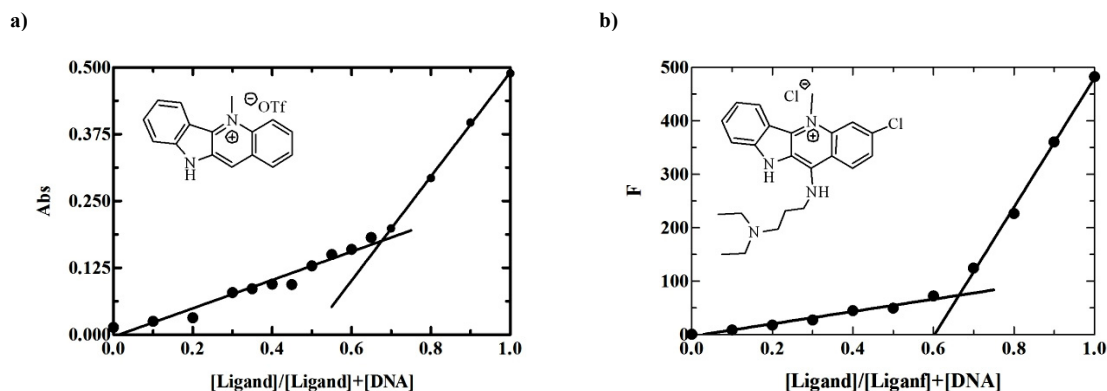 a)
Abs
0.500
0.375
0.250
0.125
0.000
0.0
0.2
0.4
0.6
0.8
1.0
[Ligand]/[Ligand]+[DNA]
N
⊕
⊖
OTf
N
H
b)
F
500
400
300
200
100
0
0.0
0.2
0.4
0.6
0.8
1.0
[Ligand]/[Liganf]+[DNA]
Cl
⊖
N
⊕
Cl
N
H
NH
N